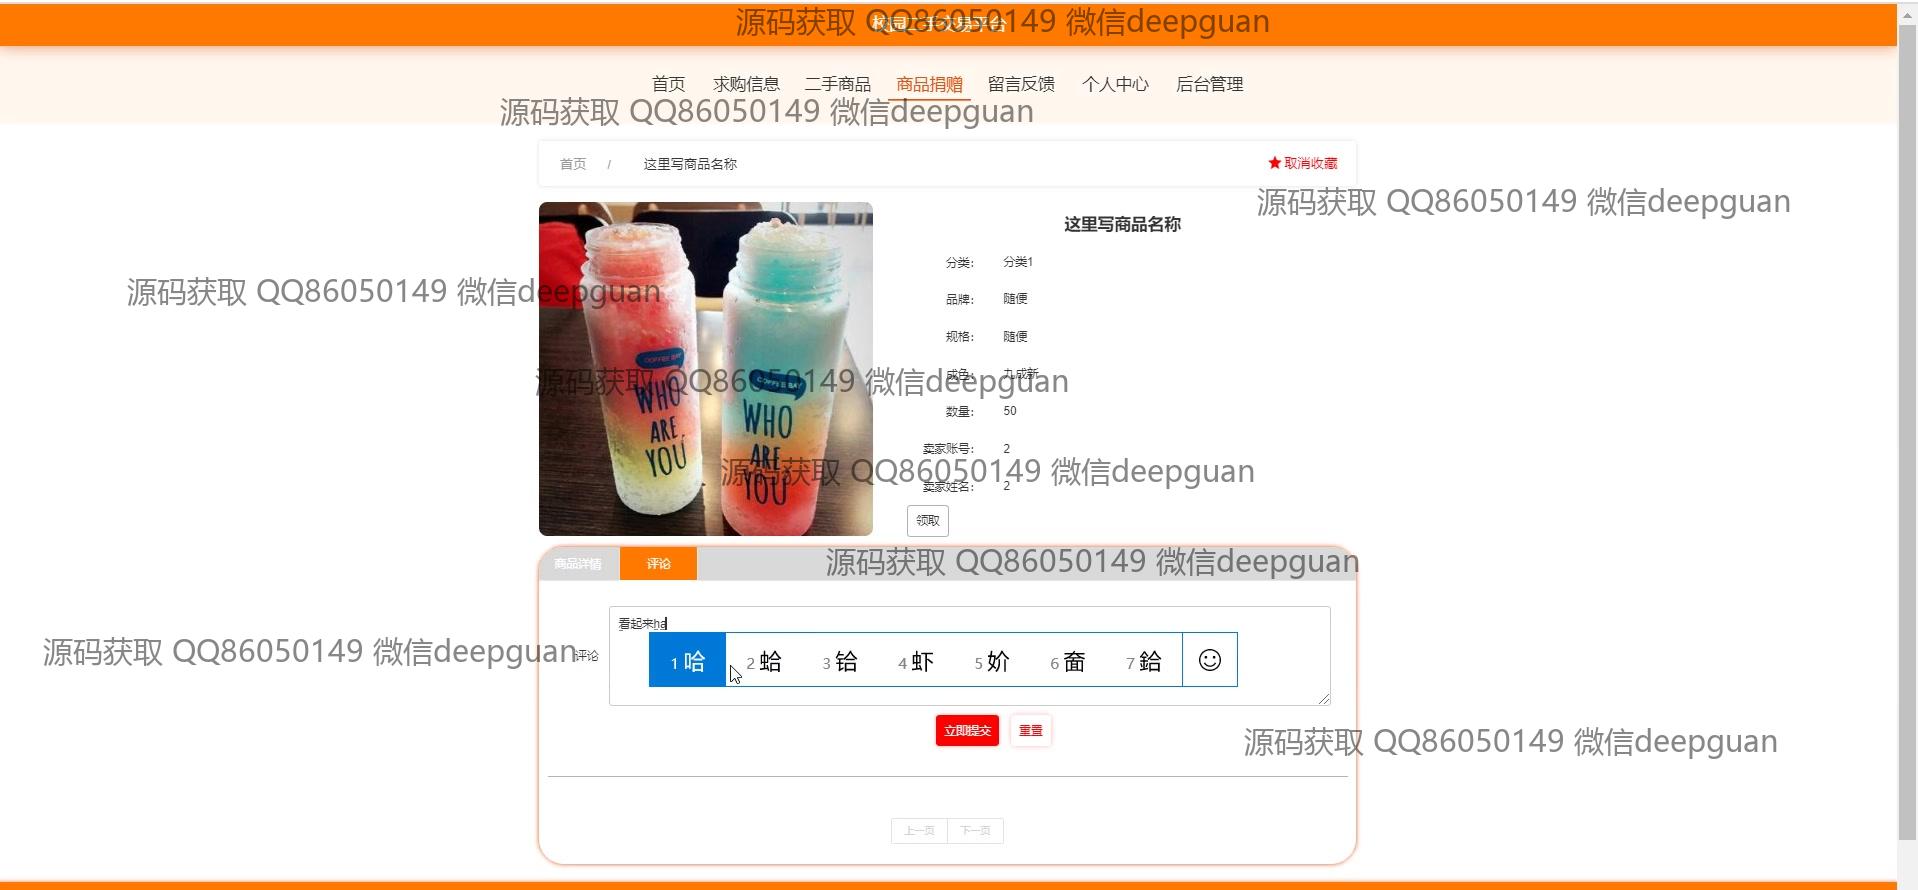 校园二手交易平台
源码获取 QQ86050149 微信deepguan
首页 求购信息 二手商品 商品捐赠 留言反馈 个人中心 后台管理
源码获取 QQ86050149 微信deepguan
首页 / 这里写商品名称 取消收藏
源码获取 QQ86050149 微信deepguan
这里写商品名称
分类： 分类1
源码获取 QQ86050149 微信deepguan
品牌： 随便
规格： 随便
COFFEE BAY
WHO
ARE
YOU
COFFEE BAY
WHO
ARE
YOU
成色： 九成新
源码获取 QQ86050149 微信deepguan
数量： 50
卖家账号： 2
源码获取 QQ86050149 微信deepguan
卖家姓名： 2
领取
商品详情 评论
源码获取 QQ86050149 微信deepguan
看起来ha
评论
1 哈 2 蛤 3 铪 4 虾 5 妎 6 奤 7 鉿
源码获取 QQ86050149 微信deepguan
立即提交 重置
源码获取 QQ86050149 微信deepguan
上一页 下一页